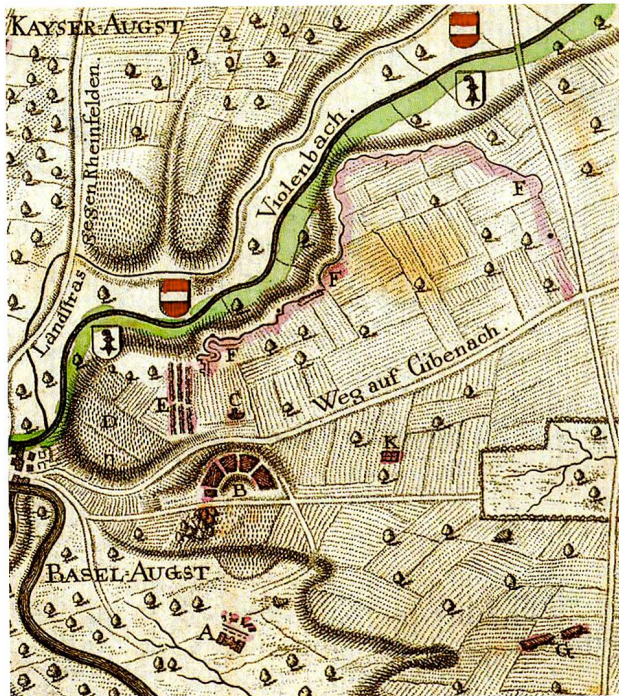 KAYSER-AUGST
Landstras gegen Rheinfelden.
Violenbach.
F
F
F
Weg auf Gibenach.
E
C
D
K
B
BASEL-AUGST
A
G